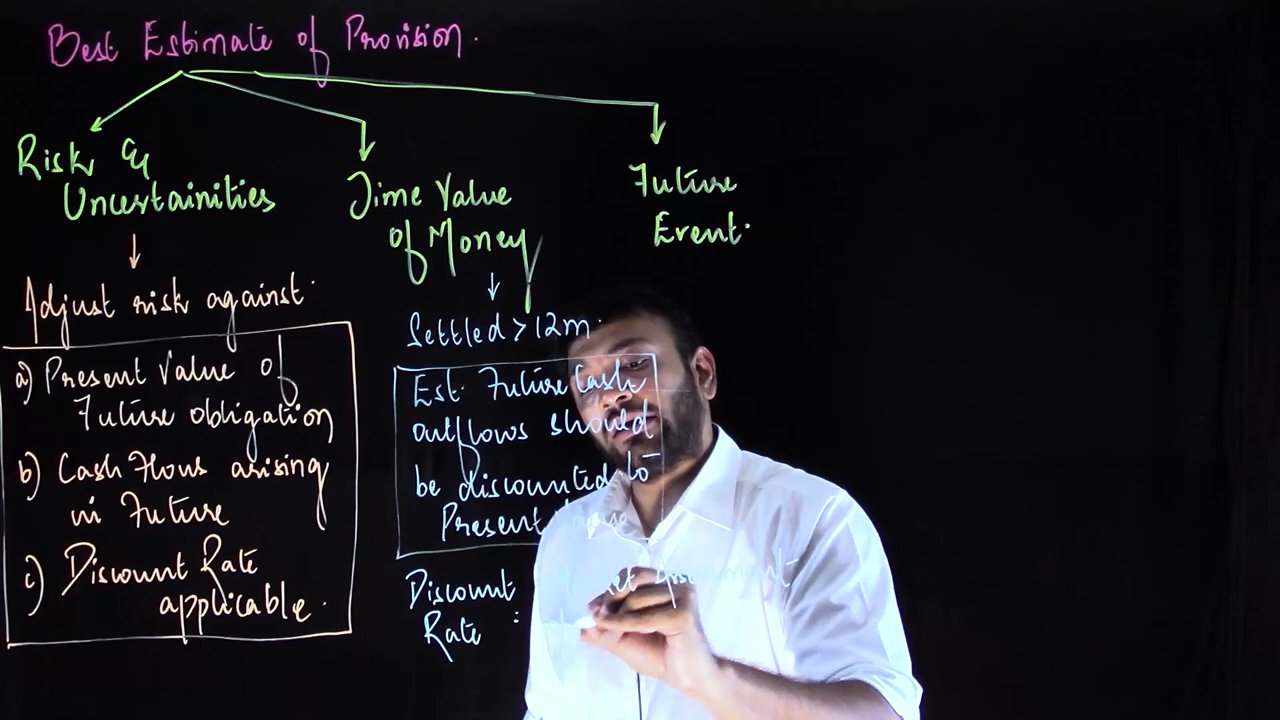 Best Estimate of Provision.
Risk &
Uncertainities
Time Value
of Money
Future
Event.
Adjust risk against.
a) Present Value of
Future obligation
b) Cash Flows arising
in Future
c) Discount Rate
applicable.
Settled > 12m.
Est. Future Cash
outflows should
be discounted to
Present Value
Discount
Rate :
Assessment